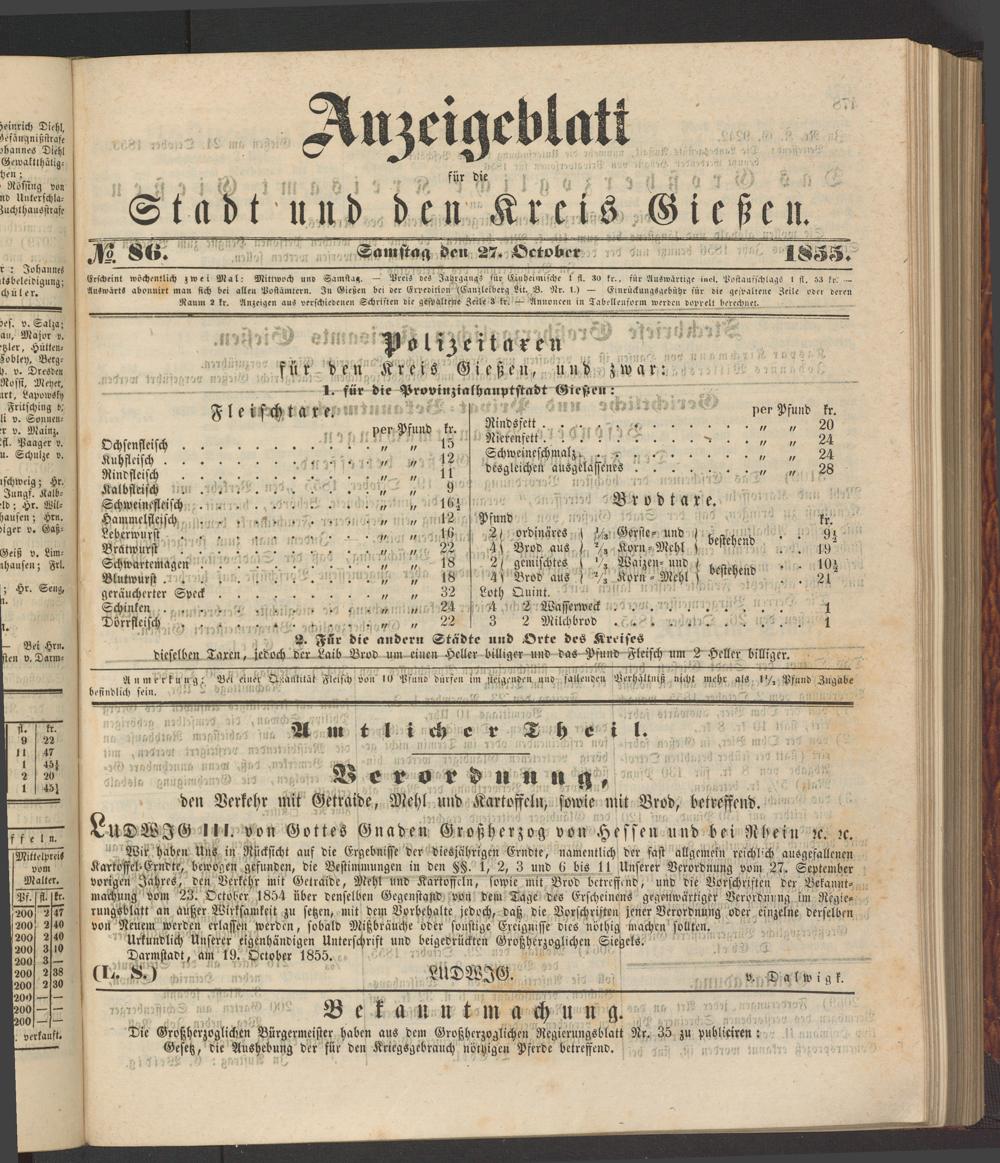 Anzeigeblatt
für die
Stadt und den Kreis Gießen.
№ 86. Samstag den 27. October 1855.
Erscheint wöchentlich zwei Mal: Mittwoch und Samstag. — Preis des Jahrgangs für Einheimische 1 fl. 30 kr. – für Auswärtige incl. Postaufschlags 1 fl. 53 kr. —
Auswärts abonnirt man sich bei allen Postämtern. In Gießen bei der Expedition (Canzleiberg Lit. B. Nr. 1.) — Einrückungsgebühr für die gespaltene Zeile oder deren
Raum 2 kr. Anzeigen aus verschiedenen Schriften die gespaltene Zeile 3 kr. — Annoncen in Tabellenform werden doppelt berechnet.
Polizeitaxen
für den Kreis Gießen, und zwar:
1. für die Provinzialhauptstadt Gießen:
Fleischtaxe.
per Pfund kr.
Ochsenfleisch . . . „ „ 15
Kuhfleisch . . . „ „ 12
Rindfleisch . . . „ „ 11
Kalbfleisch . . . „ „ 9
Schweinefleisch . . . „ „ 16½
Hammelfleisch . . . „ „ 12
Leberwurst . . . „ „ 16
Bratwurst . . . „ „ 22
Schwartemagen . . . „ „ 18
Blutwurst . . . „ „ 18
geräucherter Speck . . . „ „ 32
Schinken . . . „ „ 24
Dörrfleisch . . . „ „ 22
per Pfund kr.
Rindsfett . . . „ „ 20
Nierenfett . . . „ „ 24
Schweineschmalz . . . „ „ 24
desgleichen ausgelassenes . . . „ „ 28
Brodtaxe.
Pfund kr.
2 ordinäres ⅓ Gerste- und bestehend . . 9½
4 Brod aus ⅔ Korn-Mehl 19
2 gemischtes ⅓ Waizen- und bestehend . . 10½
4 Brod aus ⅔ Korn-Mehl 21
Loth Quint.
4 2 Wasserweck . . . 1
3 2 Milchbrod . . . 1
2. Für die andern Städte und Orte des Kreises
dieselben Taxen, jedoch der Laib Brod um einen Heller billiger und das Pfund Fleisch um 2 Heller billiger.
Anmerkung: Bei einer Quantität Fleisch von 10 Pfund dürfen im steigenden und fallenden Verhältniß nicht mehr als 1½ Pfund Zugabe
befindlich sein.
Amtlicher Theil.
Verordnung,
den Verkehr mit Getraide, Mehl und Kartoffeln, sowie mit Brod, betreffend.
LUDWIG III. von Gottes Gnaden Großherzog von Hessen und bei Rhein ꝛc. ꝛc.
Wir haben Uns in Rücksicht auf die Ergebnisse der diesjährigen Erndte, namentlich der fast allgemein reichlich ausgefallenen
Kartoffel-Erndte, bewogen gefunden, die Bestimmungen in den §§. 1, 2, 3 und 6 bis 11 Unserer Verordnung vom 27. September
vorigen Jahres, den Verkehr mit Getraide, Mehl und Kartoffeln, sowie mit Brod betreffend, und die Vorschriften der Bekannt-
machung vom 23. October 1854 über denselben Gegenstand von dem Tage des Erscheinens gegenwärtiger Verordnung im Regie-
rungsblatt an außer Wirksamkeit zu setzen, mit dem Vorbehalte jedoch, daß die Vorschriften jener Verordnung oder einzelne derselben
von Neuem werden erlassen werden, sobald Mißbräuche oder sonstige Ereignisse dies nöthig machen sollten.
Urkundlich Unserer eigenhändigen Unterschrift und beigedrückten Großherzoglichen Siegels.
Darmstadt, am 19. October 1855.
(L. S.) LUDWIG. v. Dalwigk.
Bekanntmachung.
Die Großherzoglichen Bürgermeister haben aus dem Großherzoglichen Regierungsblatt Nr. 35 zu publiciren:
Gesetz, die Aushebung der für den Kriegsgebrauch nöthigen Pferde betreffend.